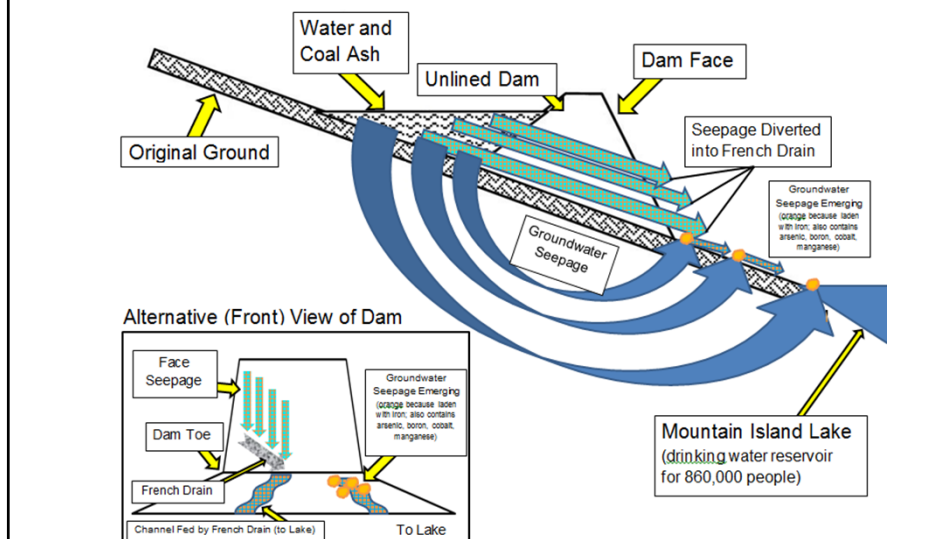 Water and
Coal Ash
Unlined Dam
Dam Face
Original Ground
Seepage Diverted
into French Drain
Groundwater
Seepage Emerging
(orange because laden
with Iron; also contains
arsenic, boron, cobalt,
manganese)
Groundwater
Seepage
Alternative (Front) View of Dam
Face
Seepage
Groundwater
Seepage Emerging
(orange because laden
with Iron; also contains
arsenic, boron, cobalt,
manganese)
Dam Toe
French Drain
Channel Fed by French Drain (to Lake)
To Lake
Mountain Island Lake
(drinking water reservoir
for 860,000 people)